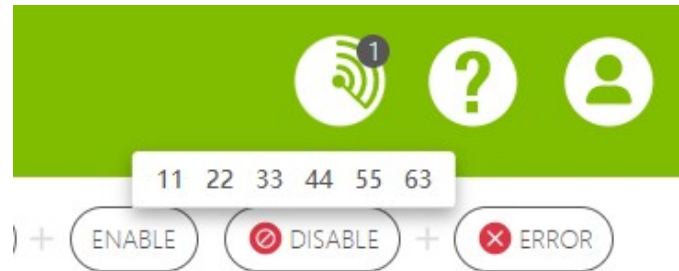 1
?
11 22 33 44 55 63
) + ENABLE DISABLE + ERROR